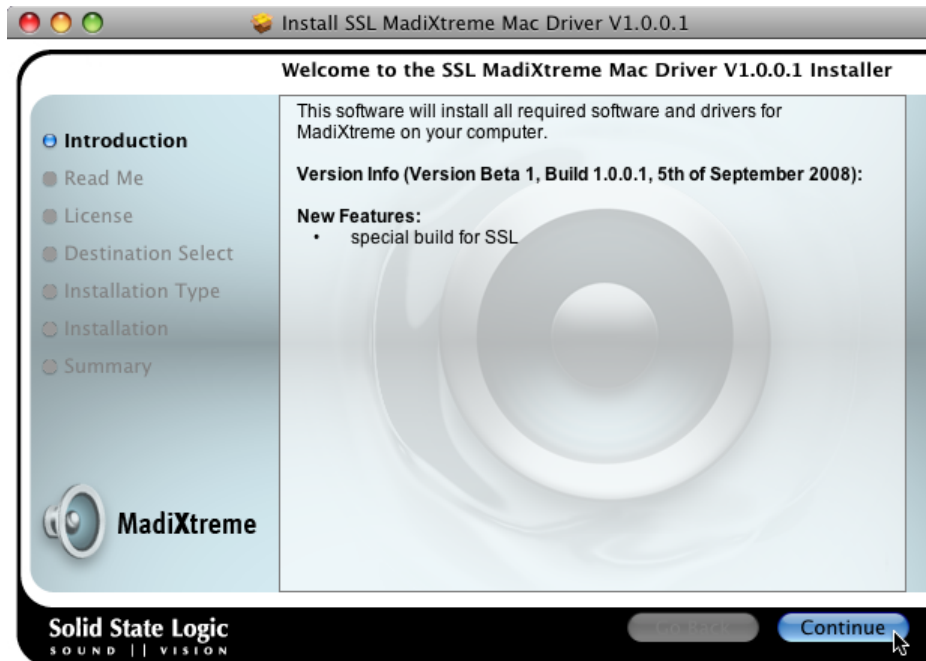 Install SSL MadiXtreme Mac Driver V1.0.0.1
Welcome to the SSL MadiXtreme Mac Driver V1.0.0.1 Installer
Introduction
Read Me
License
Destination Select
Installation Type
Installation
Summary
This software will install all required software and drivers for
MadiXtreme on your computer.
Version Info (Version Beta 1, Build 1.0.0.1, 5th of September 2008):
New Features:
• special build for SSL
MadiXtreme
Solid State Logic
SOUND || VISION
Go Back
Continue